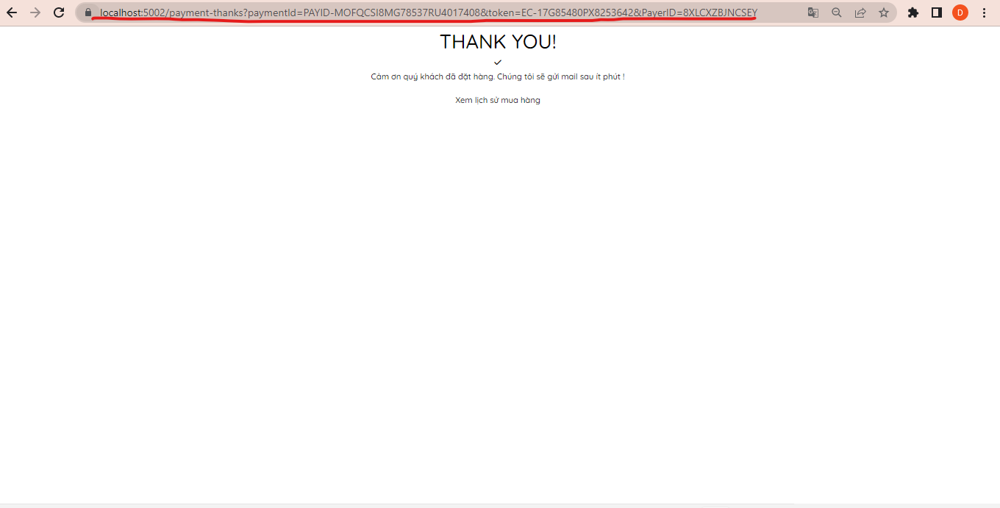 localhost:5002/payment-thanks?paymentId=PAYID-MOFQCSI8MG78537RU4017408&token=EC-17G85480PX8253642&PayerID=8XLCXZBJNCSEY
D
THANK YOU!
Cảm ơn quý khách đã đặt hàng. Chúng tôi sẽ gửi mail sau ít phút !
Xem lịch sử mua hàng